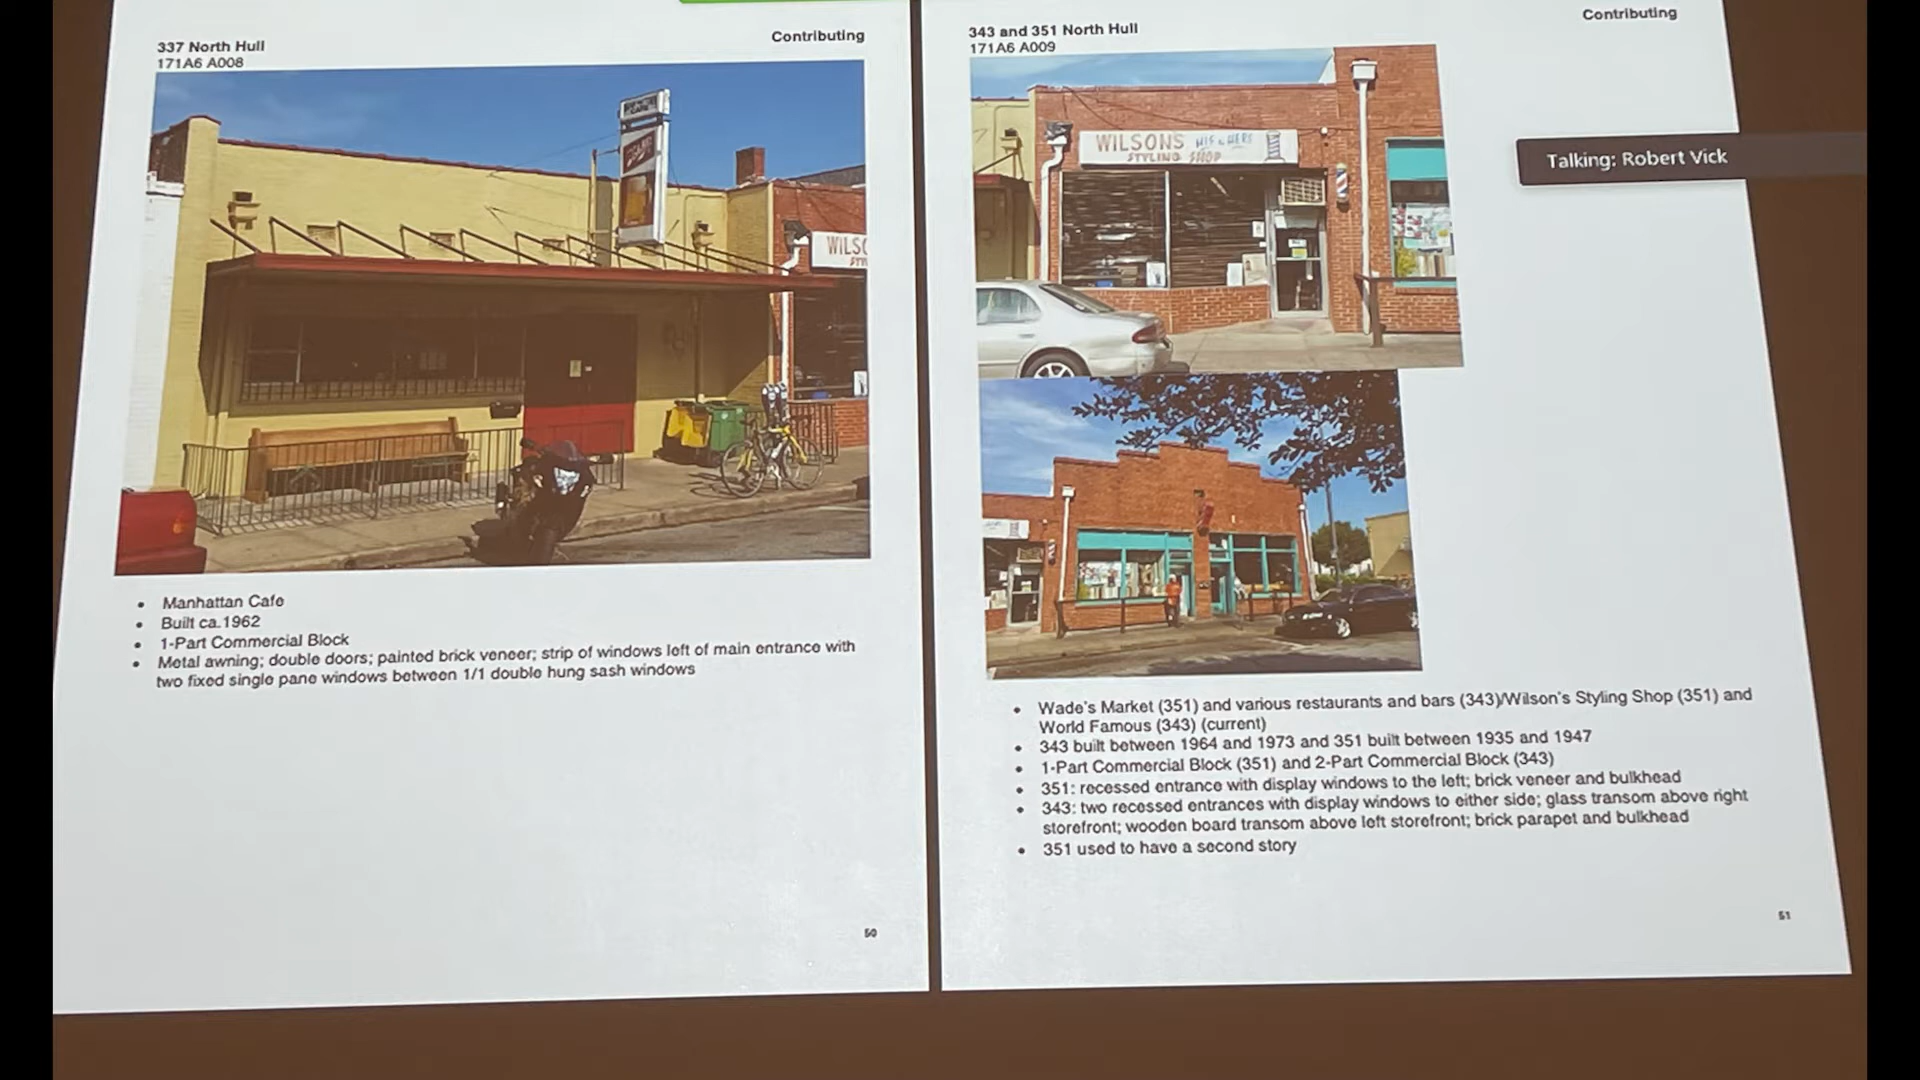 337 North Hull
171A6 A008
Contributing
WILSO
Manhattan Cafe
Built ca.1962
1-Part Commercial Block
Metal awning; double doors; painted brick veneer; strip of windows left of main entrance with
two fixed single pane windows between 1/1 double hung sash windows
50
343 and 351 North Hull
171A6 A009
Contributing
WILSONS HIS & HERS
STYLING SHOP
Talking: Robert Vick
Wade's Market (351) and various restaurants and bars (343)/Wilson's Styling Shop (351) and
World Famous (343) (current)
343 built between 1964 and 1973 and 351 built between 1935 and 1947
1-Part Commercial Block (351) and 2-Part Commercial Block (343)
351: recessed entrance with display windows to the left; brick veneer and bulkhead
343: two recessed entrances with display windows to either side; glass transom above right
storefront; wooden board transom above left storefront; brick parapet and bulkhead
351 used to have a second story
51